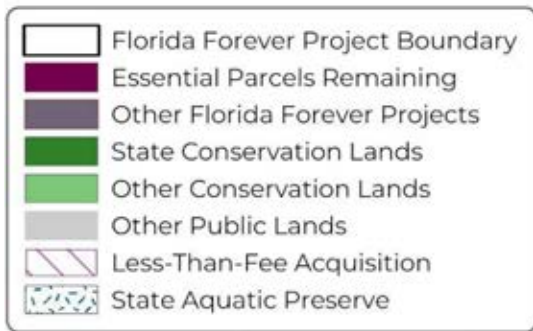 Florida Forever Project Boundary
Essential Parcels Remaining
Other Florida Forever Projects
State Conservation Lands
Other Conservation Lands
Other Public Lands
Less-Than-Fee Acquisition
State Aquatic Preserve